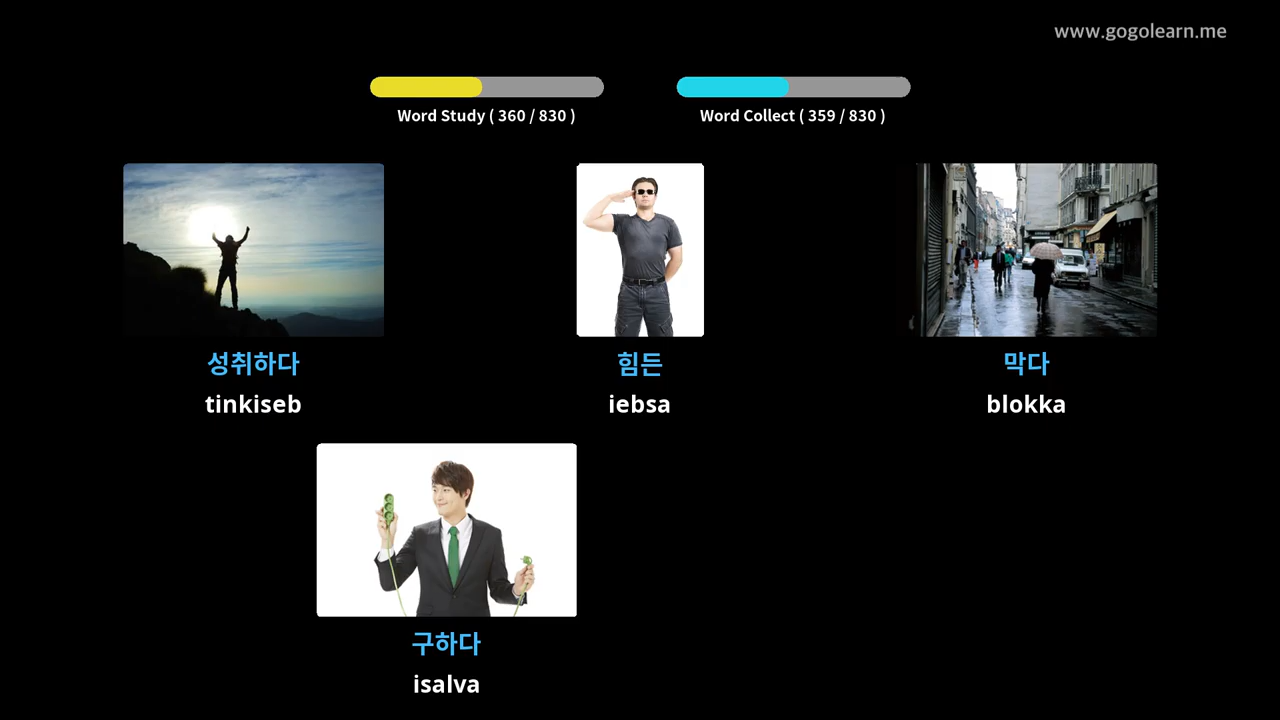 www.gogolearn.me
Word Study ( 360 / 830 )
Word Collect ( 359 / 830 )
성취하다
tinkiseb
힘든
iebsa
막다
blokka
구하다
isalva